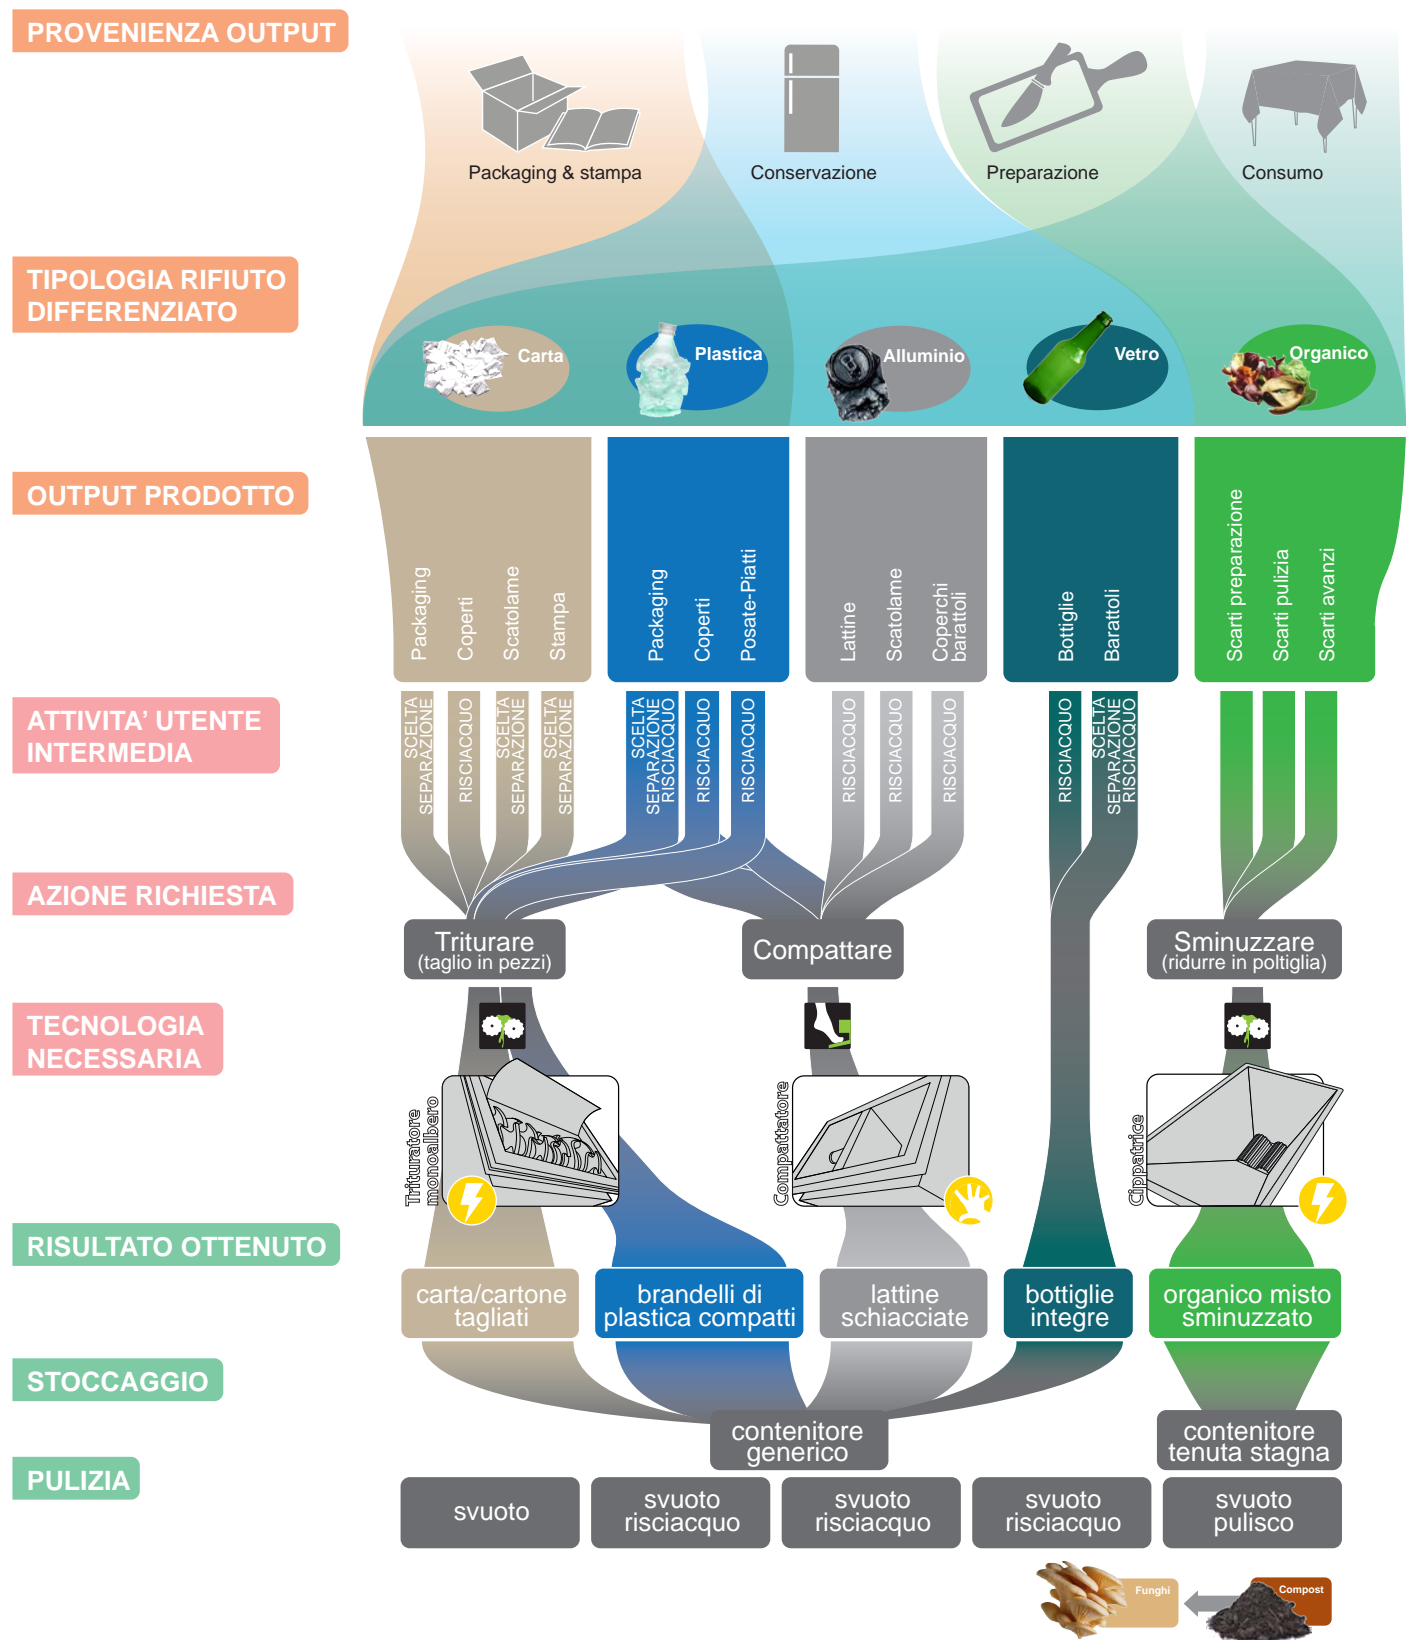 PROVENIENZA OUTPUT
Packaging & stampa
Conservazione
Preparazione
Consumo
TIPOLOGIA RIFIUTO
DIFFERENZIATO
Carta
Plastica
Alluminio
Vetro
Organico
OUTPUT PRODOTTO
Packaging
Coperti
Scatolame
Stampa
Packaging
Coperti
Posate-Piatti
Lattine
Scatolame
Coperchi
barattoli
Bottiglie
Barattoli
Scarti preparazione
Scarti pulizia
Scarti avanzi
ATTIVITA’ UTENTE
INTERMEDIA
SCELTA
SEPARAZIONE
RISCIACQUO
SCELTA
SEPARAZIONE
SCELTA
SEPARAZIONE
SCELTA
SEPARAZIONE
RISCIACQUO
RISCIACQUO
RISCIACQUO
RISCIACQUO
RISCIACQUO
RISCIACQUO
RISCIACQUO
SCELTA
SEPARAZIONE
RISCIACQUO
AZIONE RICHIESTA
Triturare
(taglio in pezzi)
Compattare
Sminuzzare
(ridurre in poltiglia)
TECNOLOGIA
NECESSARIA
Trituratore
monoalbero
Compattatore
Cippatrice
RISULTATO OTTENUTO
carta/cartone
tagliati
brandelli di
plastica compatti
lattine
schiacciate
bottiglie
integre
organico misto
sminuzzato
STOCCAGGIO
contenitore
generico
contenitore
tenuta stagna
PULIZIA
svuoto
svuoto
risciacquo
svuoto
risciacquo
svuoto
risciacquo
svuoto
pulisco
Funghi
Compost